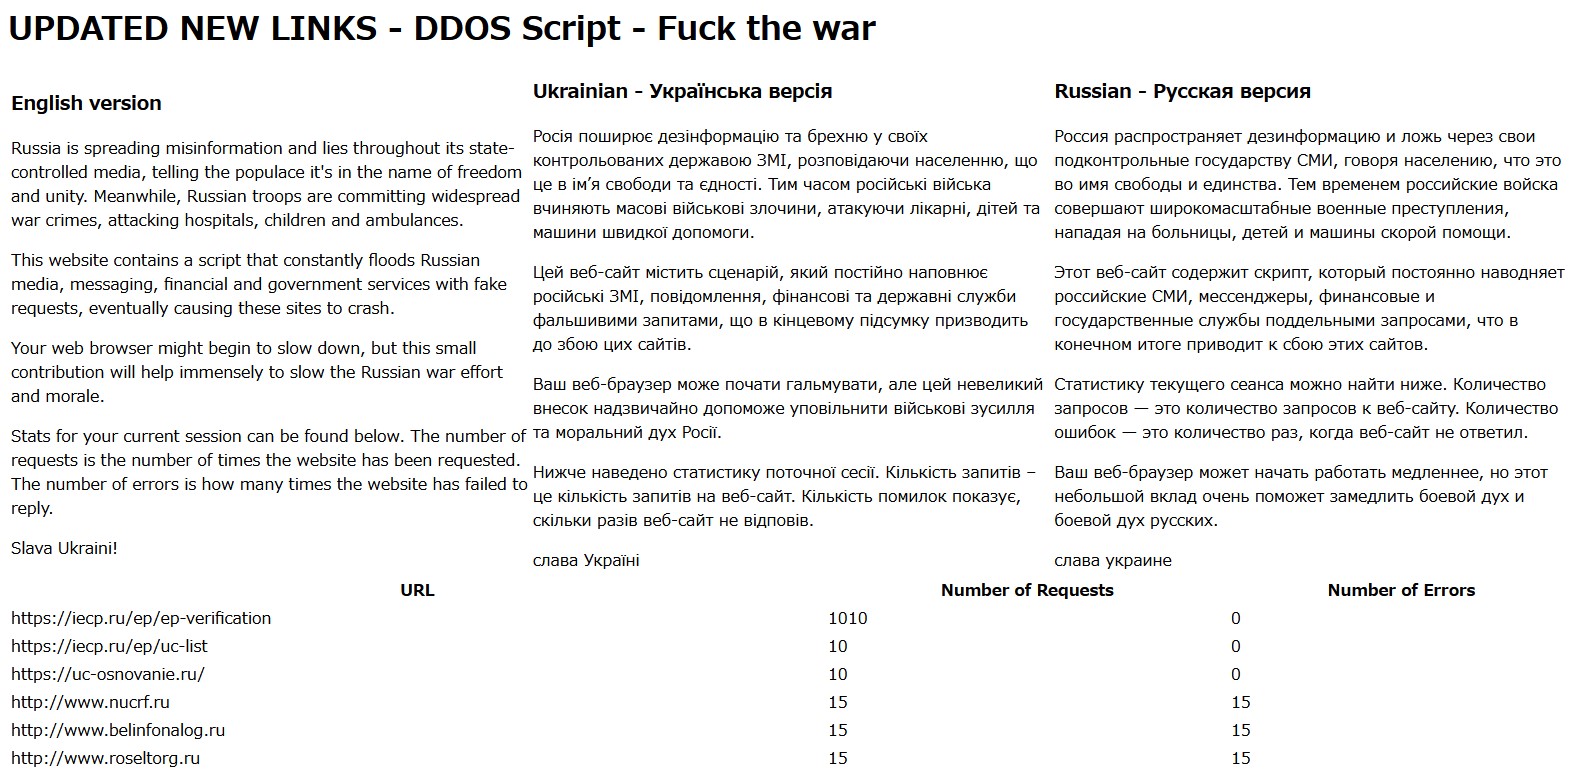 UPDATED NEW LINKS - DDOS Script - Fuck the war
English version
Russia is spreading misinformation and lies throughout its state-
controlled media, telling the populace it's in the name of freedom
and unity. Meanwhile, Russian troops are committing widespread
war crimes, attacking hospitals, children and ambulances.
This website contains a script that constantly floods Russian
media, messaging, financial and government services with fake
requests, eventually causing these sites to crash.
Your web browser might begin to slow down, but this small
contribution will help immensely to slow the Russian war effort
and morale.
Stats for your current session can be found below. The number of
requests is the number of times the website has been requested.
The number of errors is how many times the website has failed to
reply.
Slava Ukraini!
Ukrainian - Українська версія
Росія поширює дезінформацію та брехню у своїх
контрольованих державою ЗМІ, розповідаючи населенню, що
це в ім’я свободи та єдності. Тим часом російські війська
вчиняють масові військові злочини, атакуючи лікарні, дітей та
машини швидкої допомоги.
Цей веб-сайт містить сценарій, який постійно наповнює
російські ЗМІ, повідомлення, фінансові та державні служби
фальшивими запитами, що в кінцевому підсумку призводить
до збою цих сайтів.
Ваш веб-браузер може почати гальмувати, але цей невеликий
внесок надзвичайно допоможе уповільнити військові зусилля
та моральний дух Росії.
Нижче наведено статистику поточної сесії. Кількість запитів –
це кількість запитів на веб-сайт. Кількість помилок показує,
скільки разів веб-сайт не відповів.
слава Україні
Russian - Русская версия
Россия распространяет дезинформацию и ложь через свои
подконтрольные государству СМИ, говоря населению, что это
во имя свободы и единства. Тем временем российские войска
совершают широкомасштабные военные преступления,
нападая на больницы, детей и машины скорой помощи.
Этот веб-сайт содержит скрипт, который постоянно наводняет
российские СМИ, мессенджеры, финансовые и
государственные службы поддельными запросами, что в
конечном итоге приводит к сбою этих сайтов.
Статистику текущего сеанса можно найти ниже. Количество
запросов — это количество запросов к веб-сайту. Количество
ошибок — это количество раз, когда веб-сайт не ответил.
Ваш веб-браузер может начать работать медленнее, но этот
небольшой вклад очень поможет замедлить боевой дух и
боевой дух русских.
слава украине
URL Number of Requests Number of Errors
https://iecp.ru/ep/ep-verification 1010 0
https://iecp.ru/ep/uc-list 10 0
https://uc-osnovanie.ru/ 10 0
http://www.nucrf.ru 15 15
http://www.belinfonalog.ru 15 15
http://www.roseltorg.ru 15 15